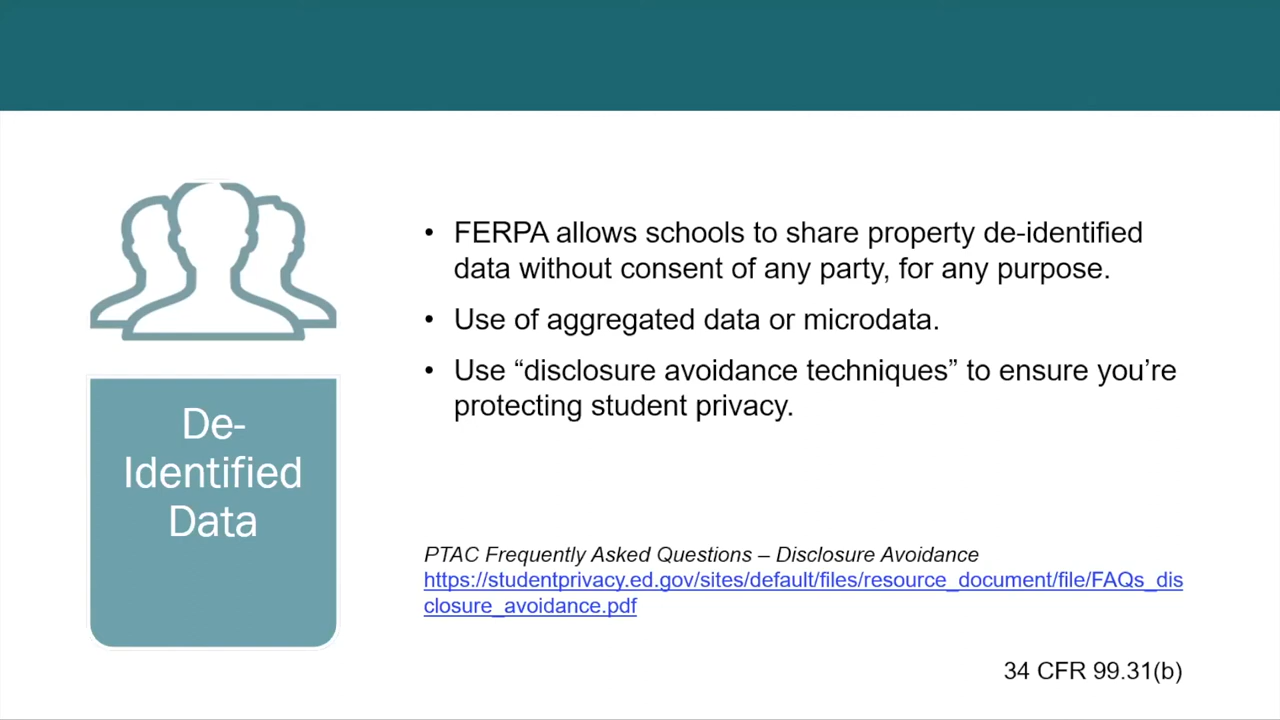 De-
Identified
Data
• FERPA allows schools to share property de-identified
data without consent of any party, for any purpose.
• Use of aggregated data or microdata.
• Use “disclosure avoidance techniques” to ensure you’re
protecting student privacy.
PTAC Frequently Asked Questions – Disclosure Avoidance
https://studentprivacy.ed.gov/sites/default/files/resource_document/file/FAQs_dis
closure_avoidance.pdf
34 CFR 99.31(b)